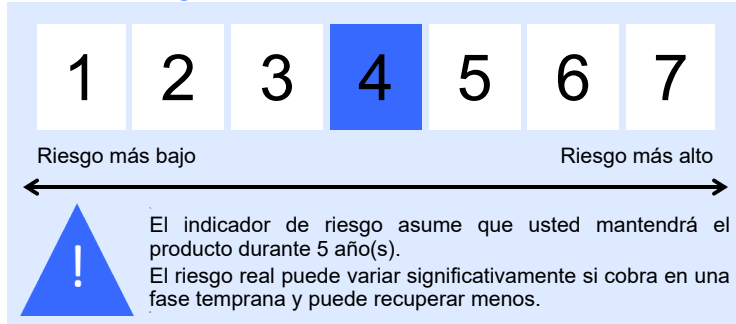 1 2 3 4 5 6 7
Riesgo más bajo Riesgo más alto
El indicador de riesgo asume que usted mantendrá el
producto durante 5 año(s).
El riesgo real puede variar significativamente si cobra en una
fase temprana y puede recuperar menos.
!